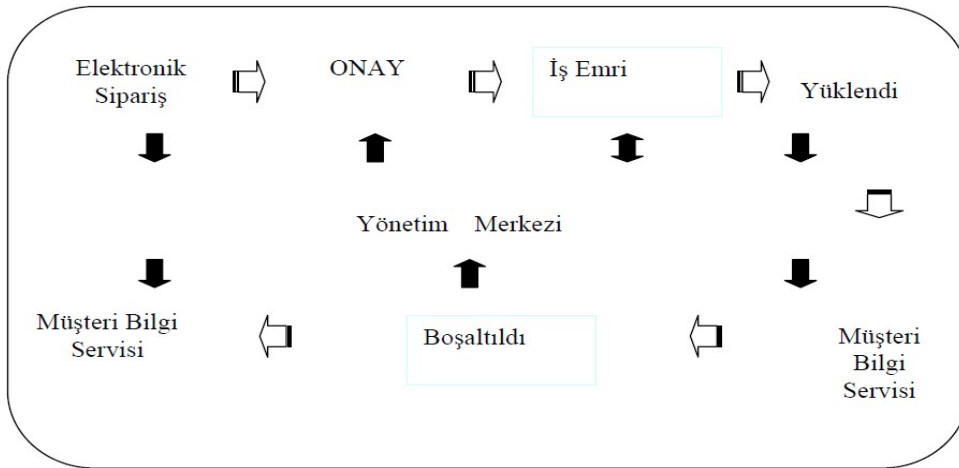 Elektronik
Sipariş
ONAY
İş Emri
Yüklendi
Yönetim Merkezi
Müşteri Bilgi
Servisi
Boşaltıldı
Müşteri
Bilgi
Servisi